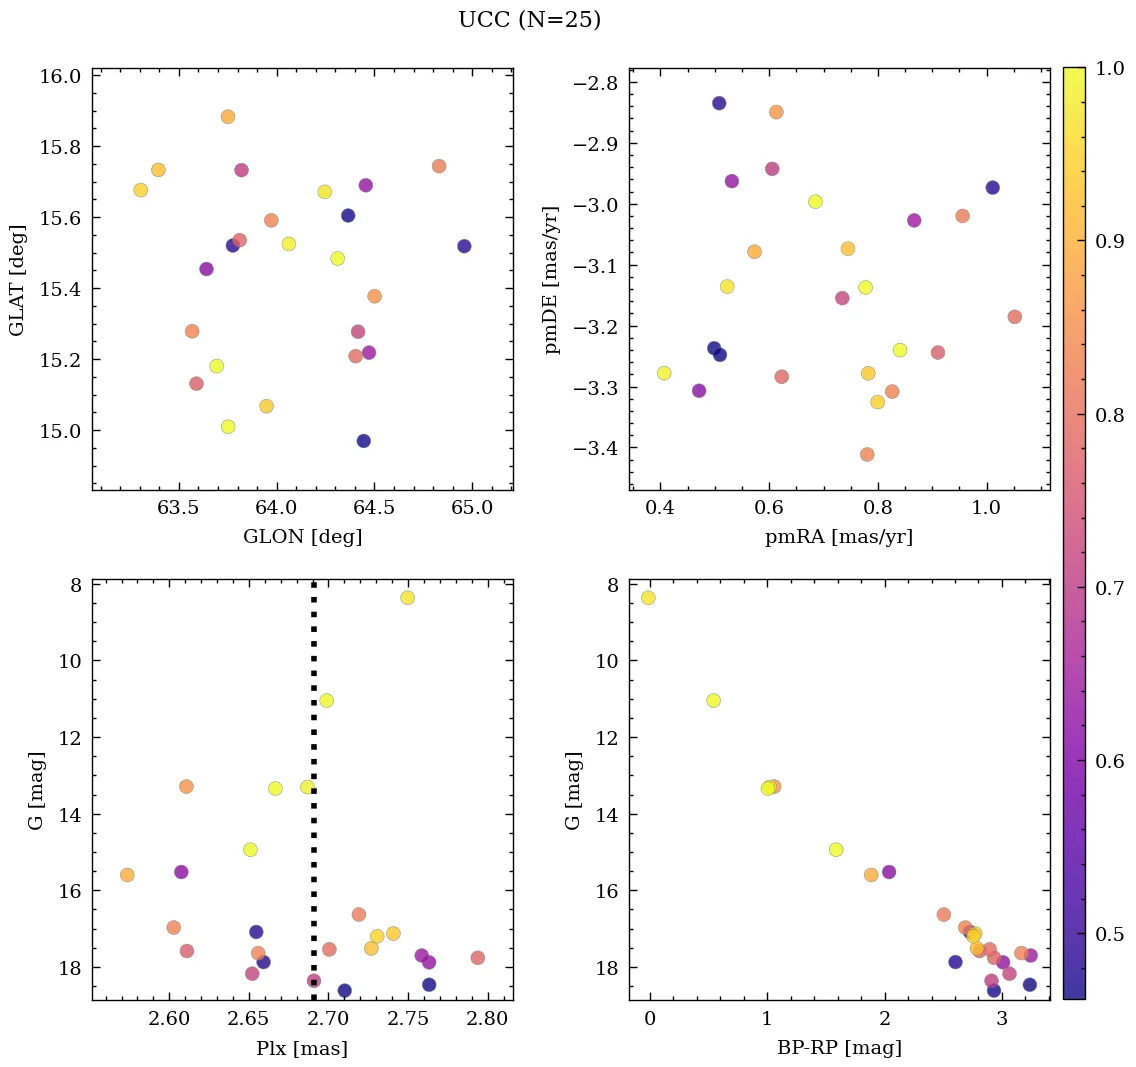 UCC (N=25)
16.0
15.8
15.6
15.4
15.2
15.0
GLAT [deg]
63.5 64.0 64.5 65.0
GLON [deg]
−2.8
−2.9
−3.0
−3.1
−3.2
−3.3
−3.4
pmDE [mas/yr]
0.4 0.6 0.8 1.0
pmRA [mas/yr]
8
10
12
14
16
18
G [mag]
2.60 2.65 2.70 2.75 2.80
Plx [mas]
8
10
12
14
16
18
G [mag]
0 1 2 3
BP-RP [mag]
1.0
0.9
0.8
0.7
0.6
0.5